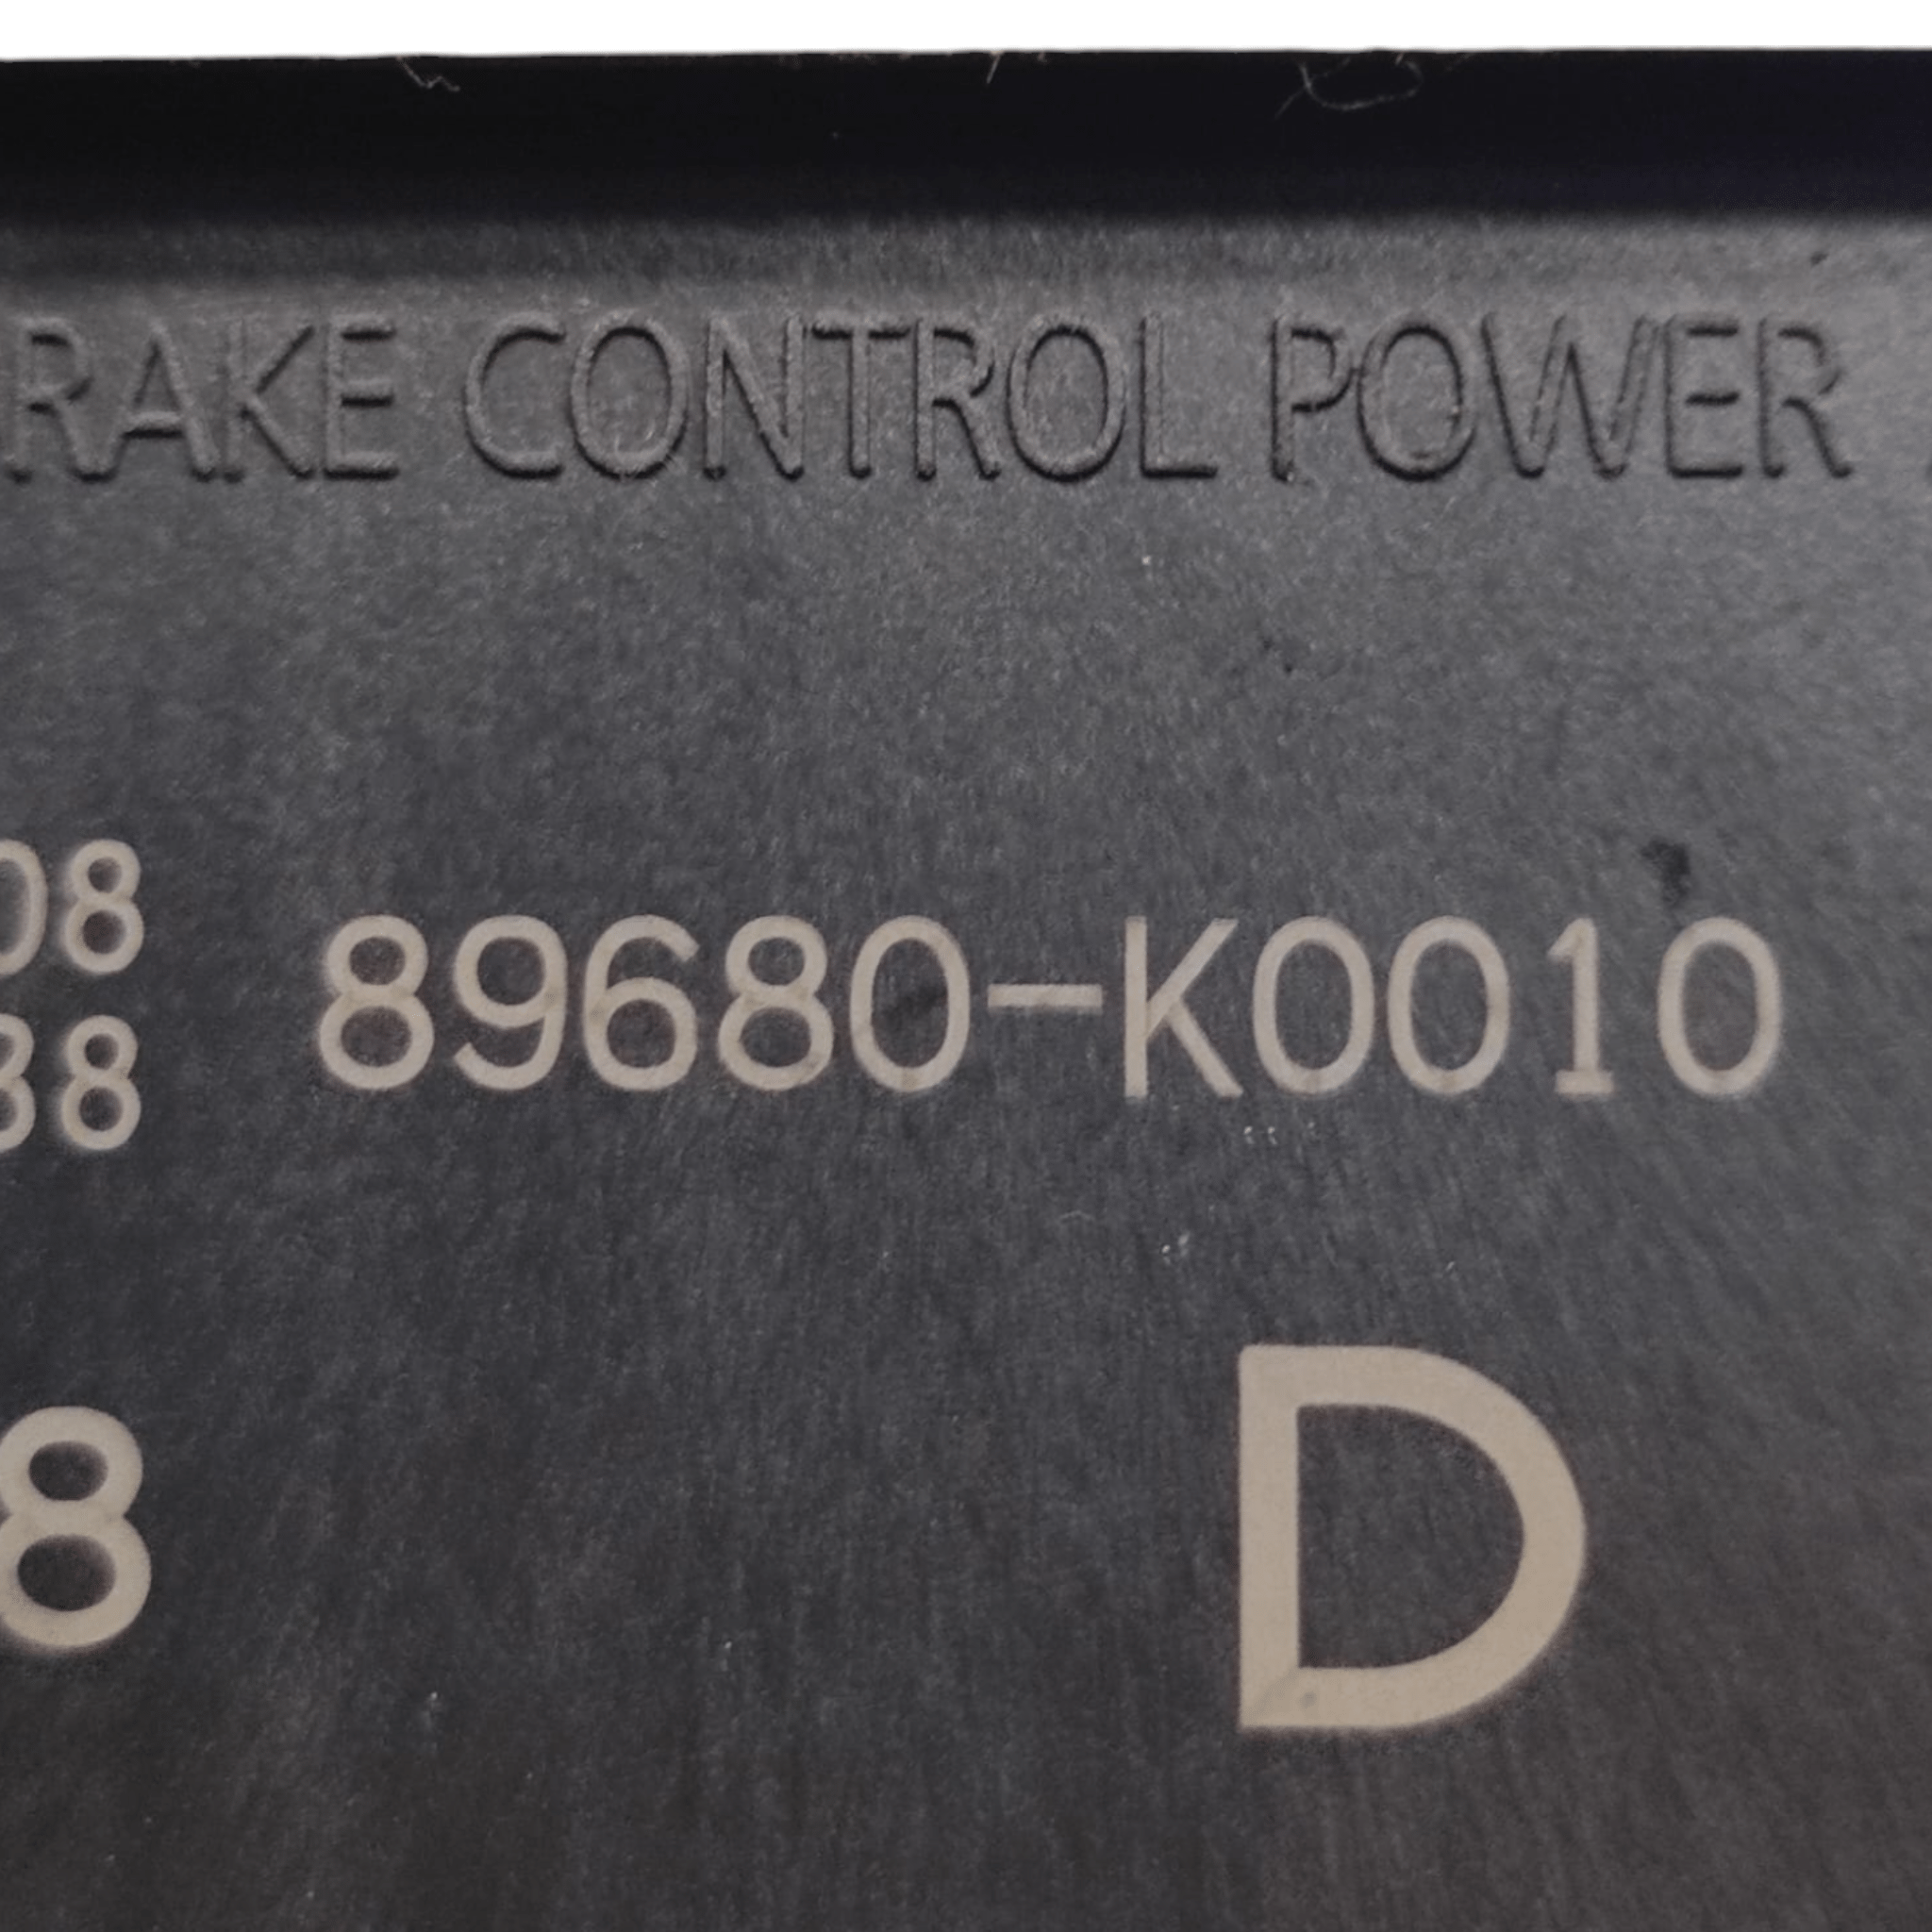 RAKE CONTROL POWER
08
89680-K0010
38
8
D